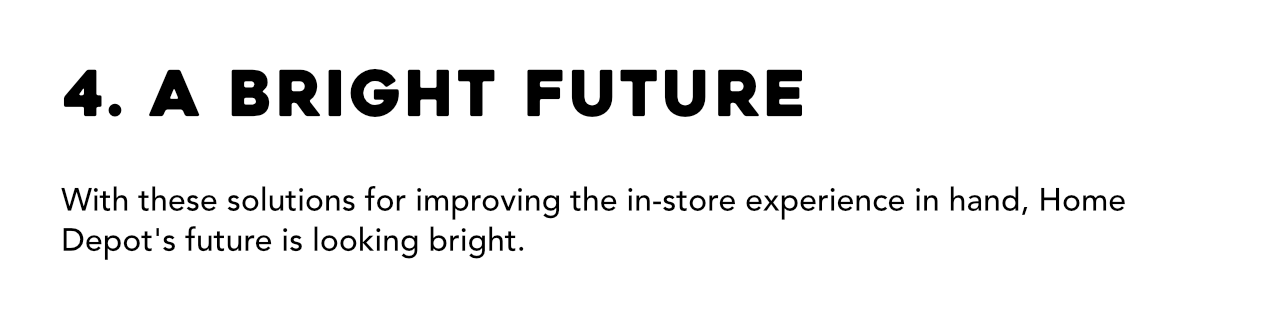 4. A BRIGHT FUTURE
With these solutions for improving the in-store experience in hand, Home
Depot's future is looking bright.